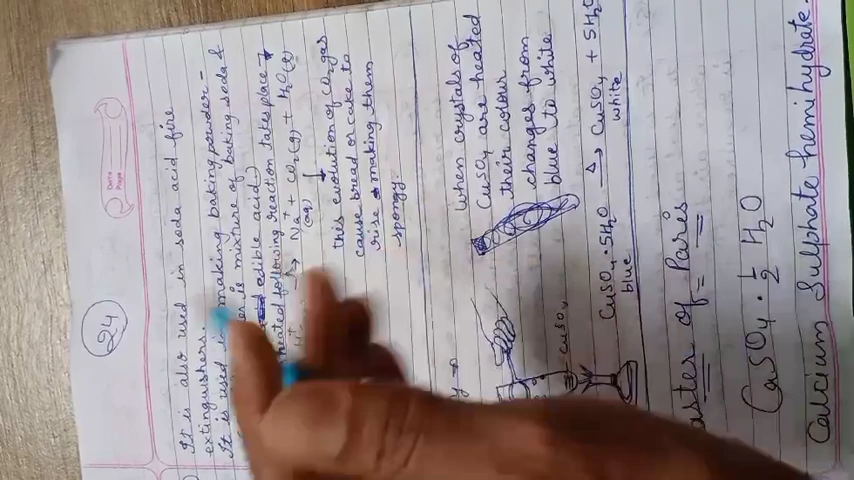 Date
Page
24
It is also used in soda acid fire
extinguishers.
It is used in making baking powder -
is mixture of baking soda &
edible acid)
heated following reaction takes place
H+ → Na+ + CO2(g) + H2O(l)
(aq)
this evolution of CO2 gas
cause bread or cake to
rise making them
spongy.
when crystals of
CuSO4 are heated
their colour
changes from
blue to white
CuSO4
CuSO4·5H2O Δ→ CuSO4 + 5H2O
blue white
aster of Paris
CaSO4 · 1/2 H2O
Calcium Sulphate hemihydrate.